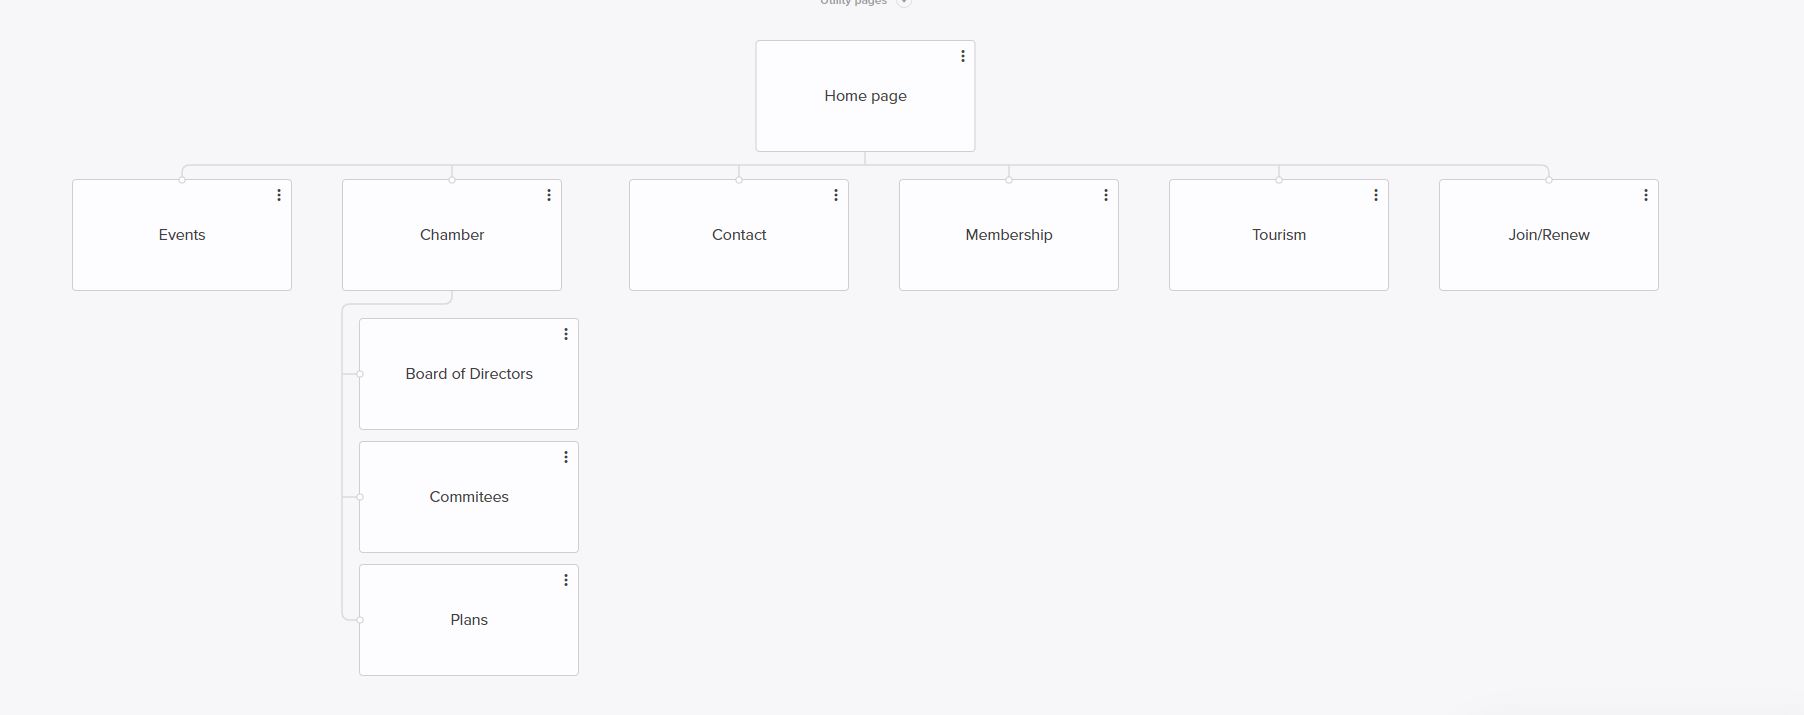 Utility pages
Home page
Events
Chamber
Contact
Membership
Tourism
Join/Renew
Board of Directors
Commitees
Plans